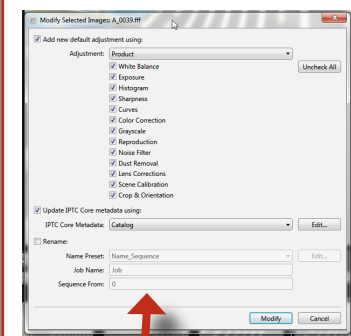 Modify Selected Images: A_0039.fff
Add new default adjustment using:
Adjustment: Product
White Balance Uncheck All
Exposure
Histogram
Sharpness
Curves
Color Correction
Grayscale
Reproduction
Noise Filter
Dust Removal
Lens Corrections
Scene Calibration
Crop & Orientation
Update IPTC Core metadata using:
IPTC Core Metadata: Catalog Edit...
Rename:
Name Preset: Name_Sequence Edit...
Job Name: Job
Sequence From: 0
Modify Cancel